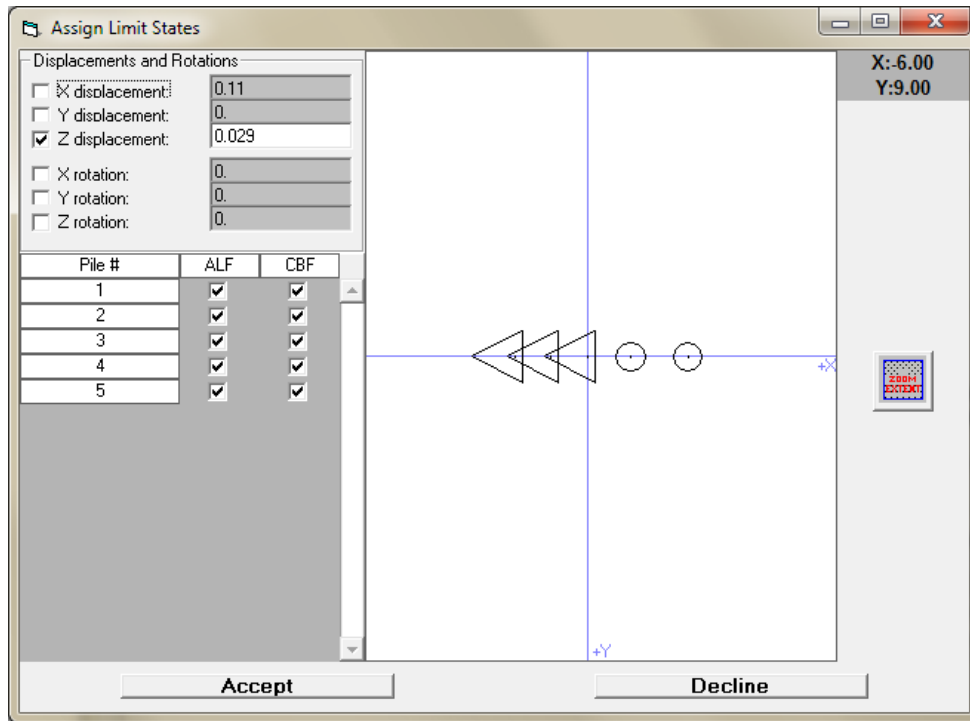 Assign Limit States
Displacements and Rotations
X displacement: 0.11
Y displacement: 0.
Z displacement: 0.029
X rotation: 0.
Y rotation: 0.
Z rotation: 0.
Pile # ALF CBF
1
2
3
4
5
X:-6.00
Y:9.00
+X
+Y
ZOOM
EXTEXT
Accept Decline